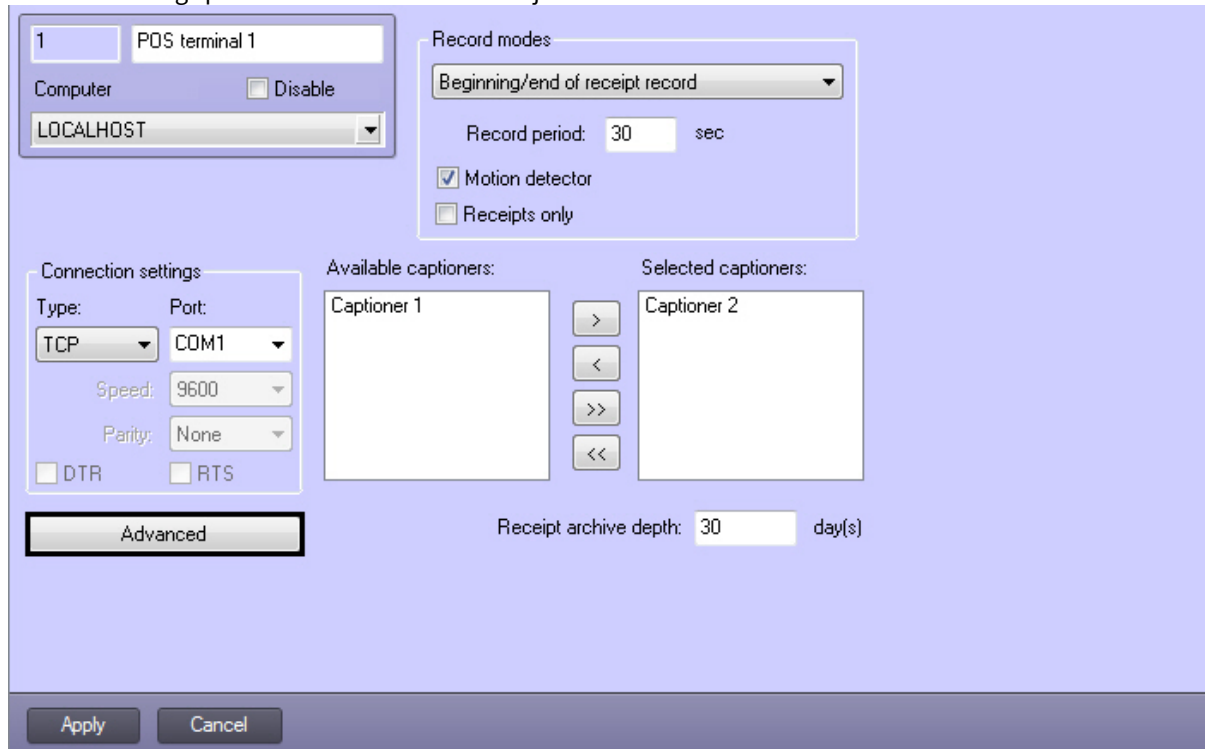 1 POS terminal 1
Computer Disable
LOCALHOST
Record modes
Beginning/end of receipt record
Record period: 30 sec
Motion detector
Receipts only
Connection settings
Type: Port:
TCP COM1
Speed: 9600
Parity: None
DTR RTS
Available captioners:
Captioner 1
>
<
>>
<<
Selected captioners:
Captioner 2
Advanced
Receipt archive depth: 30 day(s)
Apply Cancel